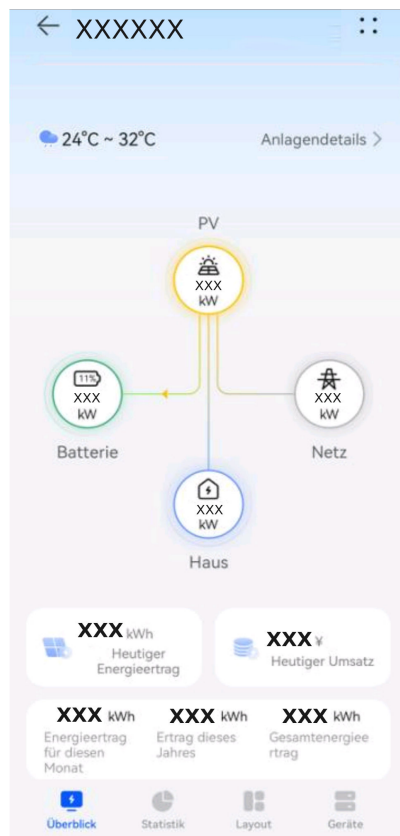 XXXXXX
24°C ~ 32°C Anlagendetails >
PV
XXX
kW
11%
XXX
kW
XXX
kW
Batterie
Netz
XXX
kW
Haus
XXX kWh
Heutiger
Energieertrag
XXX ¥
Heutiger Umsatz
XXX kWh
Energieertrag
für diesen
Monat
XXX kWh
Ertrag dieses
Jahres
XXX kWh
Gesamtenergiee
rtrag
Überblick
Statistik
Layout
Geräte